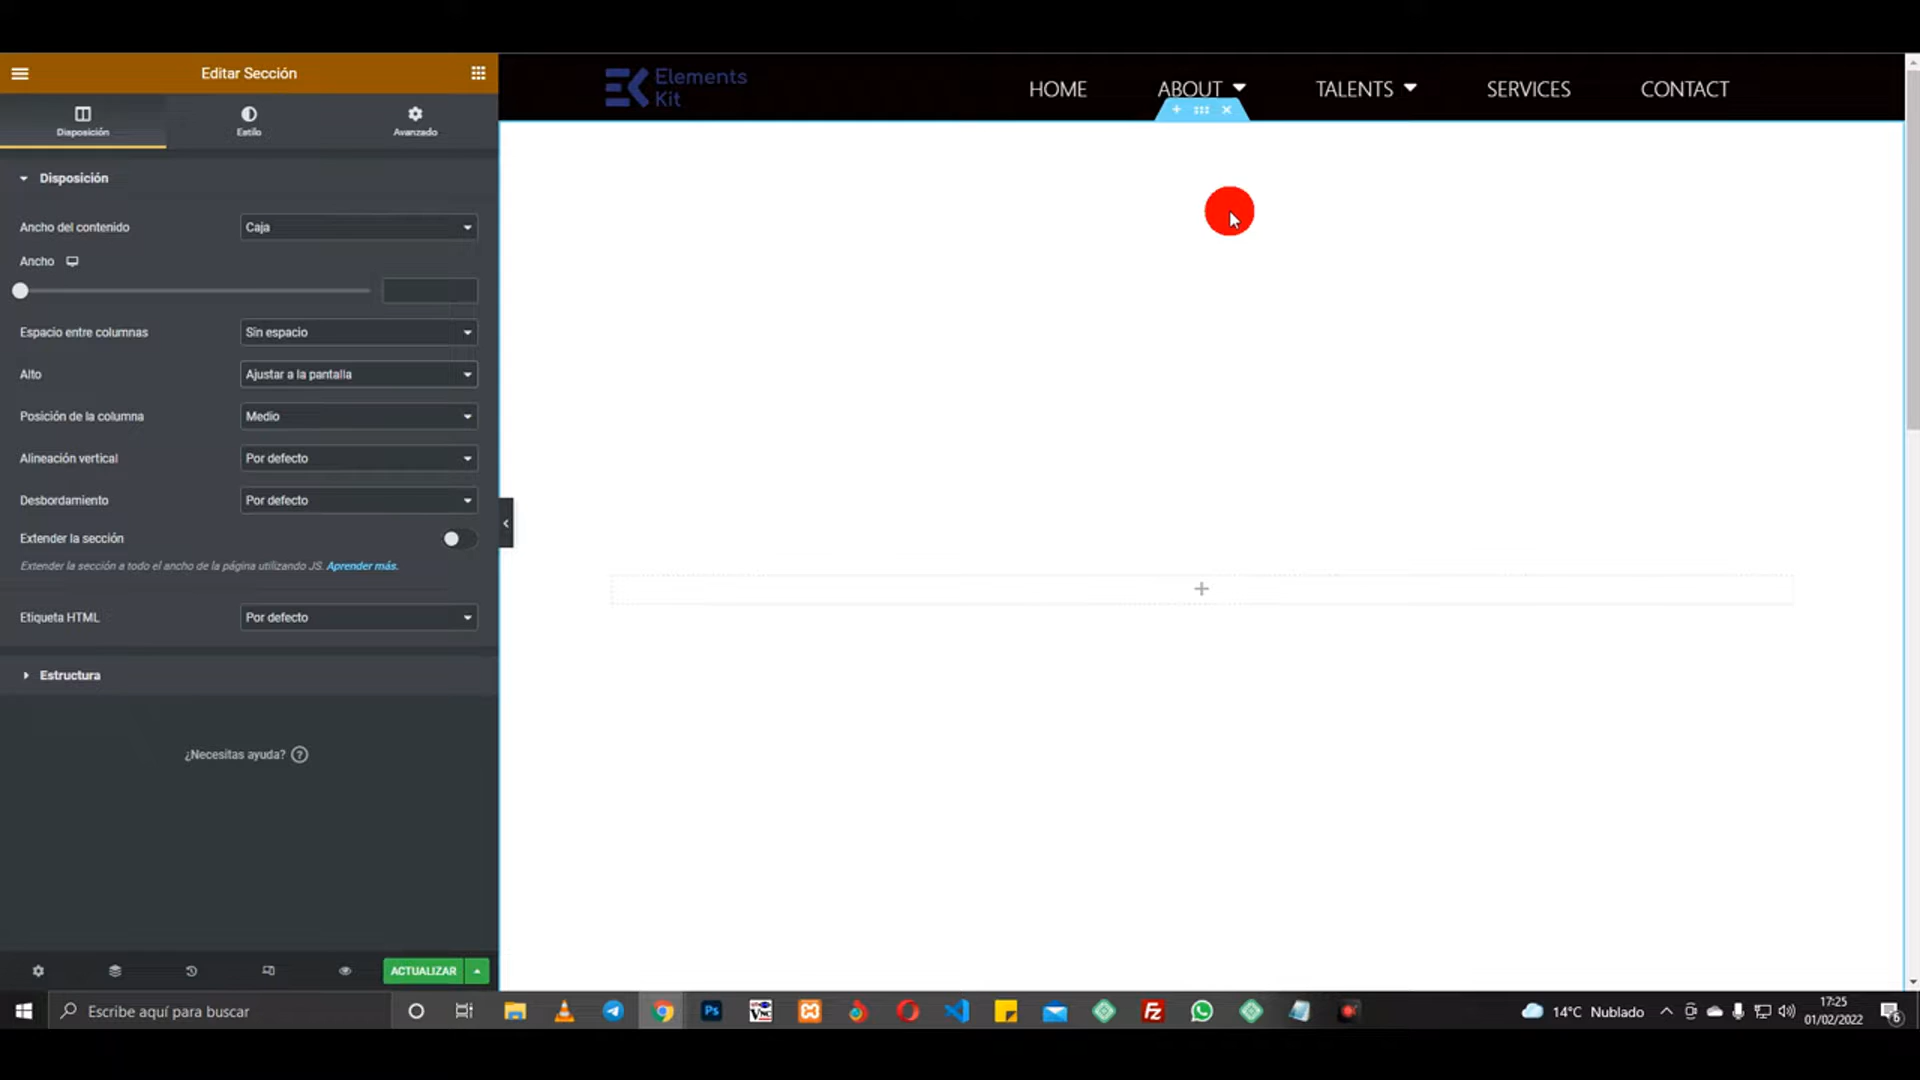 Editar Sección
Elements
Kit
HOME
ABOUT
TALENTS
SERVICES
CONTACT
Disposición
Estilo
Avanzado
Disposición
Ancho del contenido
Caja
Ancho
Espacio entre columnas
Sin espacio
Alto
Ajustar a la pantalla
Posición de la columna
Medio
Alineación vertical
Por defecto
Desbordamiento
Por defecto
Extender la sección
Extender la sección a todo el ancho de la página utilizando JS. Aprender más.
Etiqueta HTML
Por defecto
Estructura
¿Necesitas ayuda?
ACTUALIZAR
Escribe aquí para buscar
Ps
VNC
14°C Nublado
17:25
01/02/2022
6